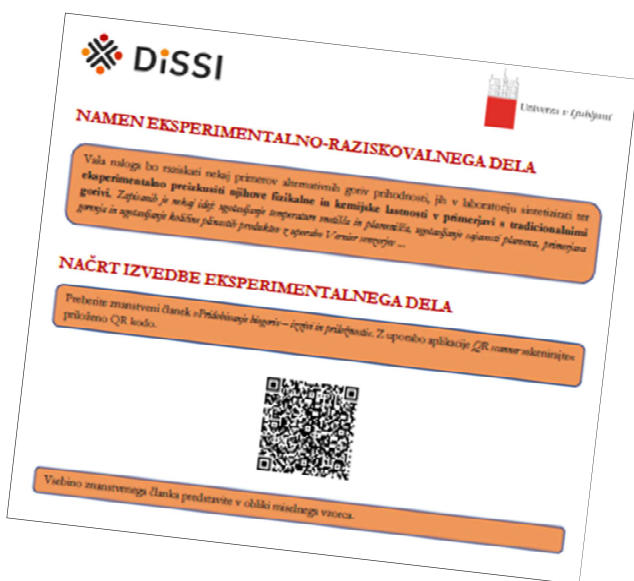 DiSSI
Univerza v Ljubljani
NAMEN EKSPERIMENTALNO-RAZISKOVALNEGA DELA
Vaša naloga bo raziskati nekaj primerov alternativnih goriv prihodnosti, jih v laboratoriju sintetizirati ter
eksperimentalno preizkusiti njihove fizikalne in kemijske lastnosti v primerjavi s tradicionalnimi
gorivi. Zapisanih je nekaj idej: ugotavljanje temperature vnetišča in plamenišča, ugotavljanje sajavosti plamena, primerjava
gorenja in ugotavljanje količine plinastih produktov z uporabo Vernier senzorjev ...
NAČRT IZVEDBE EKSPERIMENTALNEGA DELA
Preberite znanstveni članek »Pridobivanje biogoriv – izzivi in priložnosti«. Z uporabo aplikacije QR scanner
priloženo QR kodo.
Vsebino znanstvenega članka predstavite v obliki miselnega vzorca.